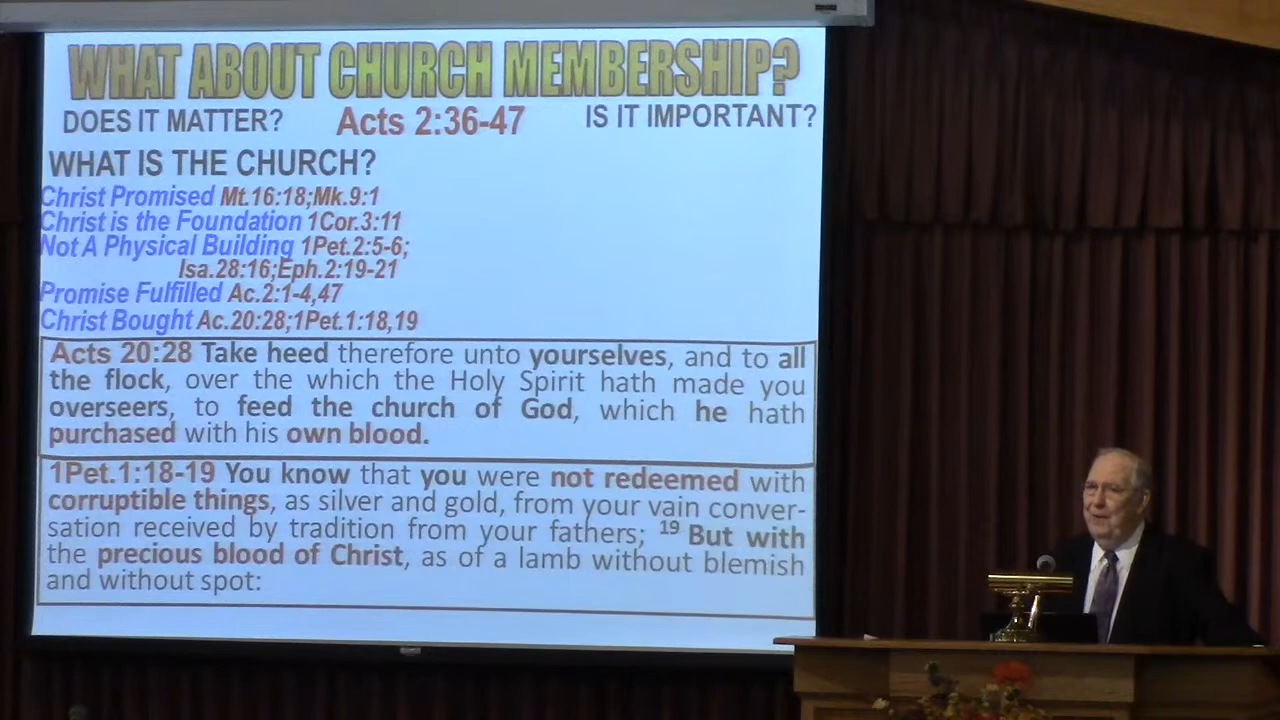 WHAT ABOUT CHURCH MEMBERSHIP?
DOES IT MATTER? Acts 2:36-47 IS IT IMPORTANT?
WHAT IS THE CHURCH?
Christ Promised Mt.16:18;Mk.9:1
Christ is the Foundation 1Cor.3:11
Not A Physical Building 1Pet.2:5-6;
Isa.28:16;Eph.2:19-21
Promise Fulfilled Ac.2:1-4,47
Christ Bought Ac.20:28;1Pet.1:18,19
Acts 20:28 Take heed therefore unto yourselves, and to all
the flock, over the which the Holy Spirit hath made you
overseers, to feed the church of God, which he hath
purchased with his own blood.
1Pet.1:18-19 You know that you were not redeemed with
corruptible things, as silver and gold, from your vain conver-
sation received by tradition from your fathers; 19 But with
the precious blood of Christ, as of a lamb without blemish
and without spot: